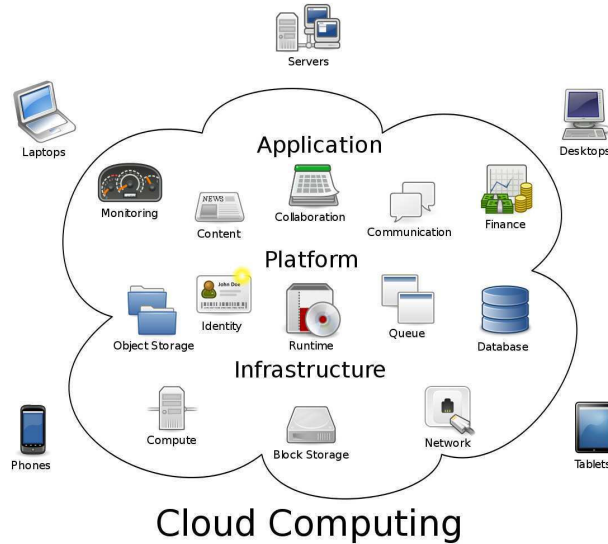 Servers
Laptops
Desktops
Application
Monitoring
NEWS
Content
Collaboration
Communication
Finance
Platform
Object Storage
John Doe
Identity
Runtime
Queue
Database
Infrastructure
Compute
Block Storage
Network
Phones
Tablets
Cloud Computing